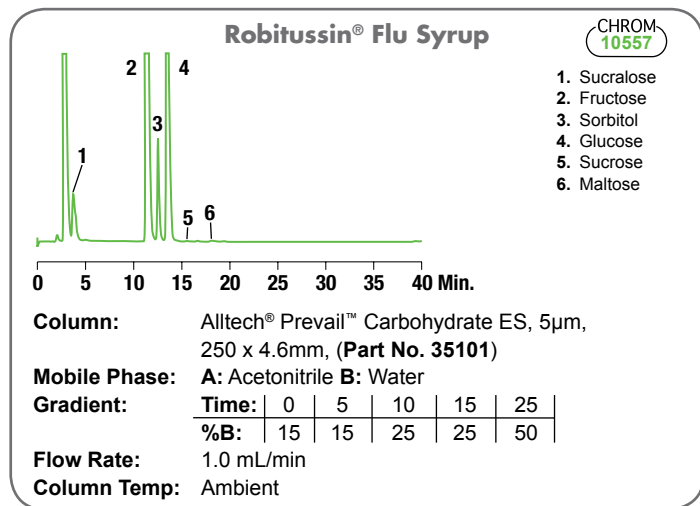 Robitussin® Flu Syrup
CHROM
10557
1. Sucralose
2. Fructose
3. Sorbitol
4. Glucose
5. Sucrose
6. Maltose
2 4
3
1
5 6
0 5 10 15 20 25 30 35 40 Min.
Column: Alltech® Prevail™ Carbohydrate ES, 5µm,
250 x 4.6mm, (Part No. 35101)
Mobile Phase: A: Acetonitrile B: Water
Gradient: Time: 0 5 10 15 25
%B: 15 15 25 25 50
Flow Rate: 1.0 mL/min
Column Temp: Ambient